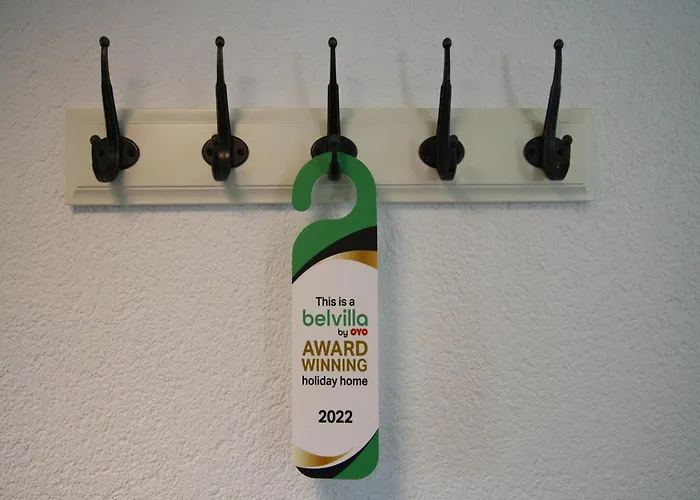 This is a
belvilla
by OYO
AWARD
WINNING
holiday home
2022